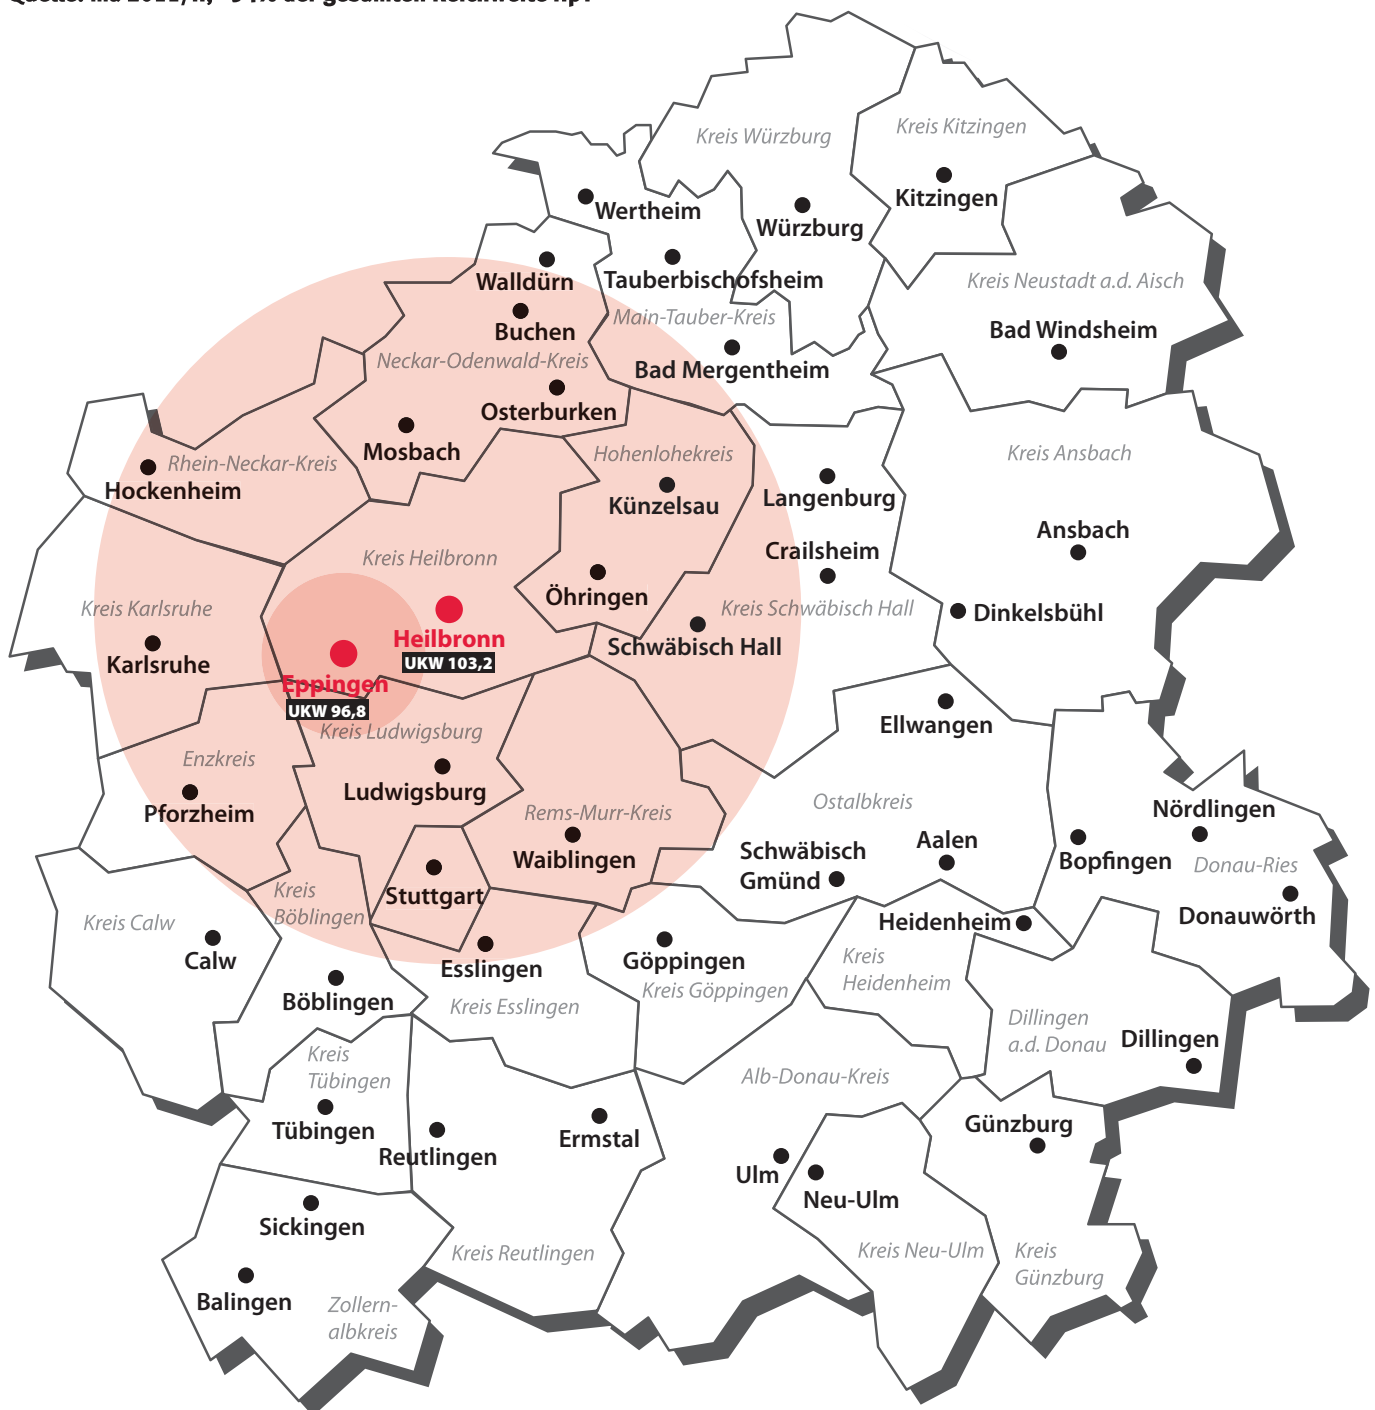 Kreis Würzburg
Kreis Kitzingen
Kitzingen
Wertheim
Würzburg
Walldürn
Tauberbischofsheim
Kreis Neustadt a.d. Aisch
Buchen
Main-Tauber-Kreis
Bad Windsheim
Neckar-Odenwald-Kreis
Bad Mergentheim
Osterburken
Mosbach
Hohenlohekreis
Kreis Ansbach
Rhein-Neckar-Kreis
Hockenheim
Künzelsau
Langenburg
Ansbach
Kreis Heilbronn
Crailsheim
Öhringen
Kreis Karlsruhe
Kreis Schwäbisch Hall
Dinkelsbühl
Heilbronn
UKW 103,2
Schwäbisch Hall
Karlsruhe
Eppingen
UKW 96,8
Kreis Ludwigsburg
Ellwangen
Enzkreis
Ludwigsburg
Pforzheim
Rems-Murr-Kreis
Ostalbkreis
Nördlingen
Waiblingen
Schwäbisch
Gmünd
Aalen
Bopfingen
Donau-Ries
Stuttgart
Kreis
Böblingen
Kreis Calw
Donauwörth
Heidenheim
Calw
Esslingen
Göppingen
Kreis
Heidenheim
Böblingen
Kreis Esslingen
Kreis Göppingen
Dillingen
a.d. Donau
Dillingen
Kreis
Tübingen
Alb-Donau-Kreis
Tübingen
Ermstal
Günzburg
Reutlingen
Ulm
Neu-Ulm
Sickingen
Kreis Reutlingen
Kreis Neu-Ulm
Kreis
Günzburg
Balingen
Zollern-
albkreis